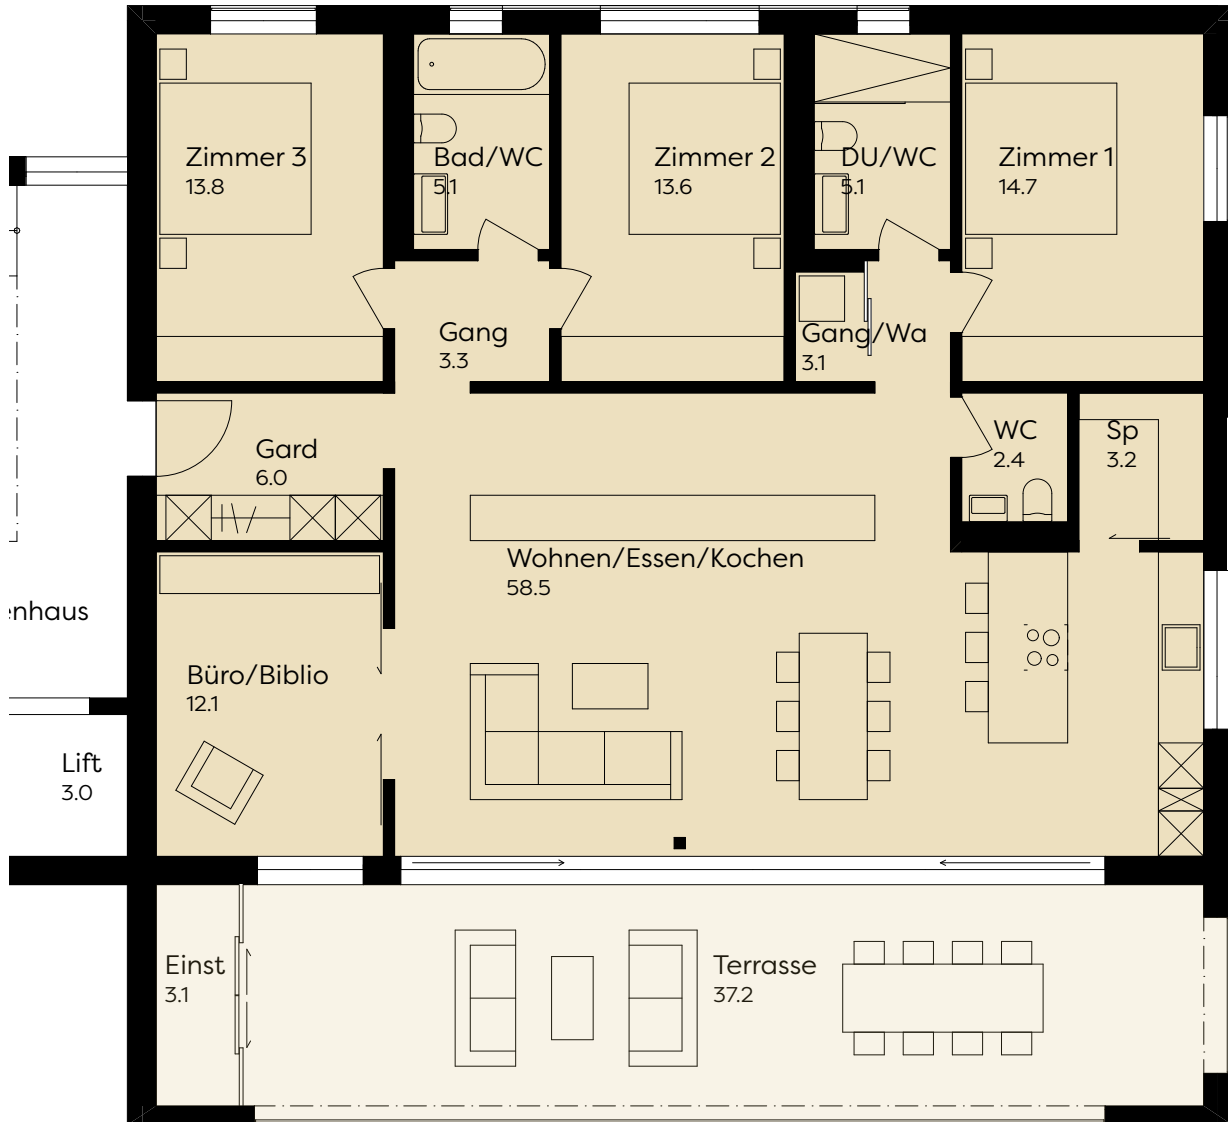 Zimmer 3
13.8
Bad/WC
5.1
Zimmer 2
13.6
DU/WC
5.1
Zimmer 1
14.7
Gang
3.3
Gang/Wa
3.1
Gard
6.0
WC
2.4
Sp
3.2
Wohnen/Essen/Kochen
58.5
enhaus
Büro/Biblio
12.1
Lift
3.0
Einst
3.1
Terrasse
37.2